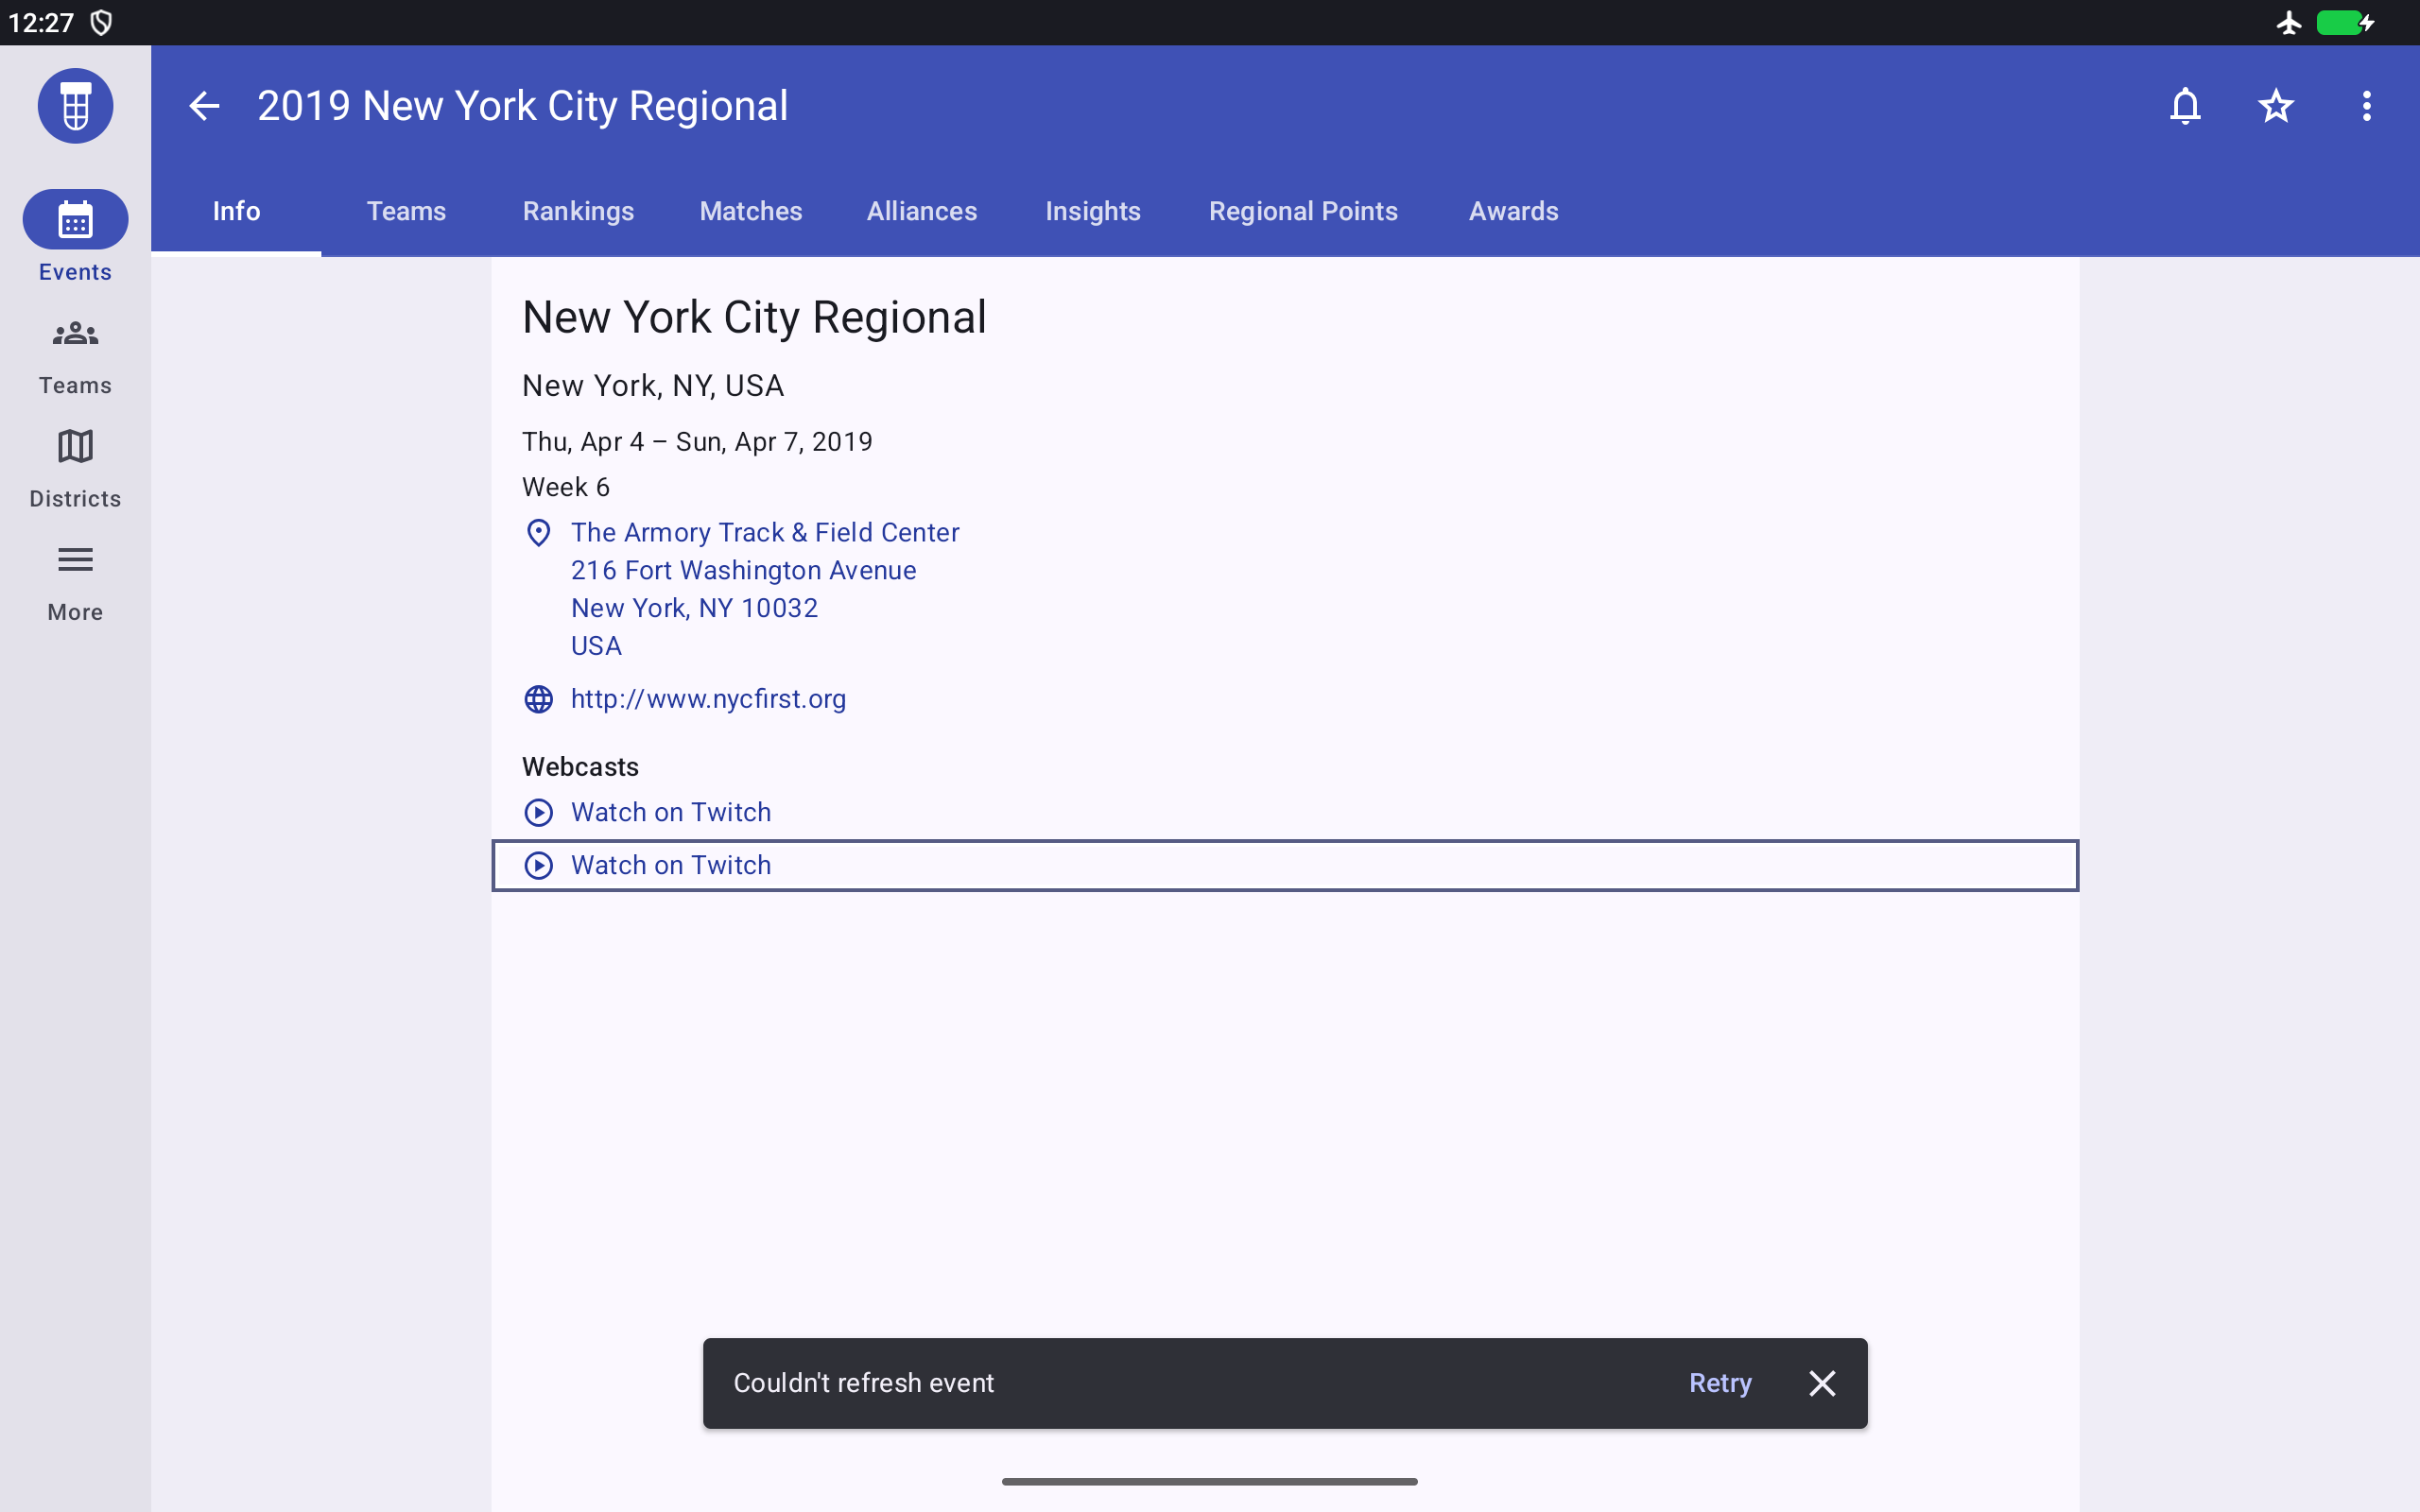 12:27
2019 New York City Regional
Info Teams Rankings Matches Alliances Insights Regional Points Awards
Events
Teams
Districts
More
New York City Regional
New York, NY, USA
Thu, Apr 4 – Sun, Apr 7, 2019
Week 6
The Armory Track & Field Center
216 Fort Washington Avenue
New York, NY 10032
USA
http://www.nycfirst.org
Webcasts
Watch on Twitch
Watch on Twitch
Couldn't refresh event Retry